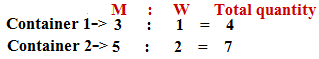 M : W Total quantity
Container 1-> 3 : 1 = 4
Container 2-> 5 : 2 = 7